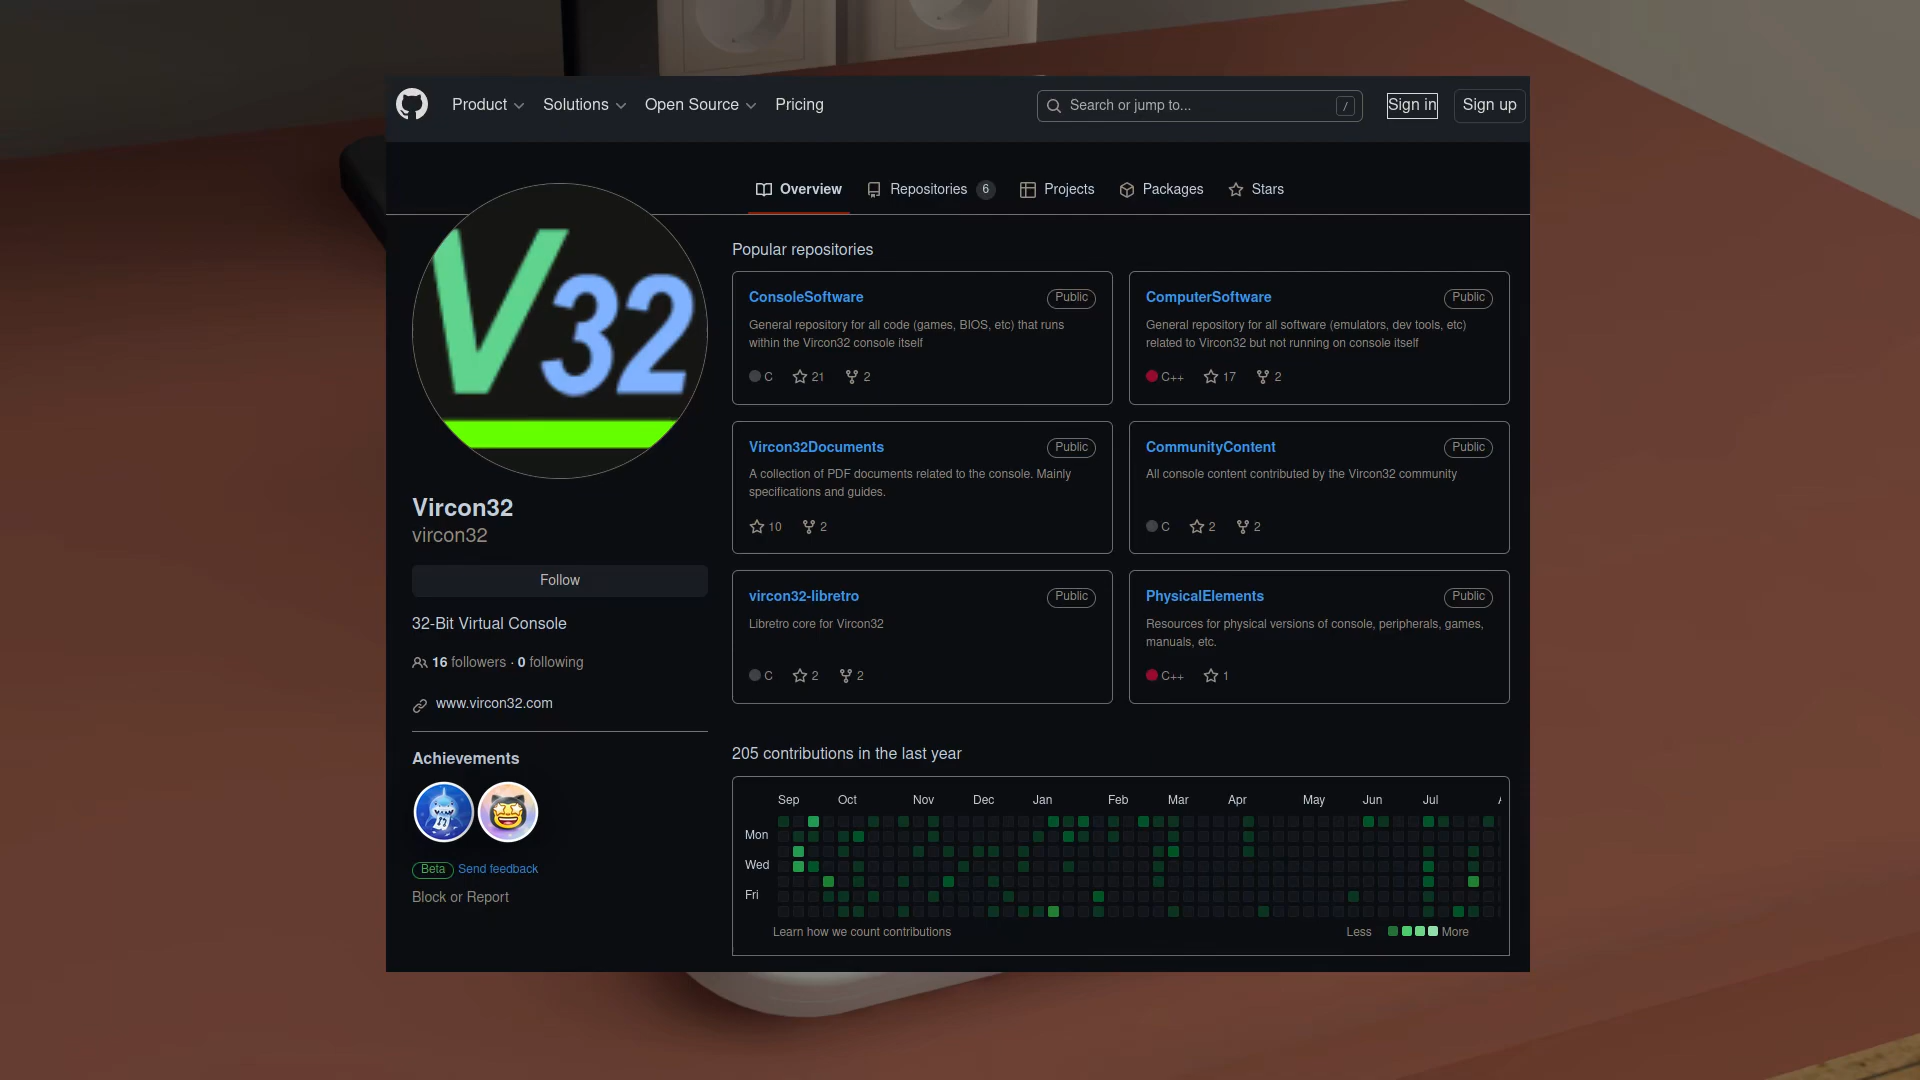 Product
Solutions
Open Source
Pricing
Search or jump to...
/
Sign in
Sign up
Overview
Repositories 6
Projects
Packages
Stars
V32
Vircon32
vircon32
Follow
32-Bit Virtual Console
16 followers · 0 following
www.vircon32.com
Achievements
Beta Send feedback
Block or Report
Popular repositories
ConsoleSoftware
Public
General repository for all code (games, BIOS, etc) that runs
within the Vircon32 console itself
C 21 2
ComputerSoftware
Public
General repository for all software (emulators, dev tools, etc)
related to Vircon32 but not running on console itself
C++ 17 2
Vircon32Documents
Public
A collection of PDF documents related to the console. Mainly
specifications and guides.
10 2
CommunityContent
Public
All console content contributed by the Vircon32 community
C 2 2
vircon32-libretro
Public
Libretro core for Vircon32
C 2 2
PhysicalElements
Public
Resources for physical versions of console, peripherals, games,
manuals, etc.
C++ 1
205 contributions in the last year
Sep Oct Nov Dec Jan Feb Mar Apr May Jun Jul
Mon
Wed
Fri
Learn how we count contributions
Less More